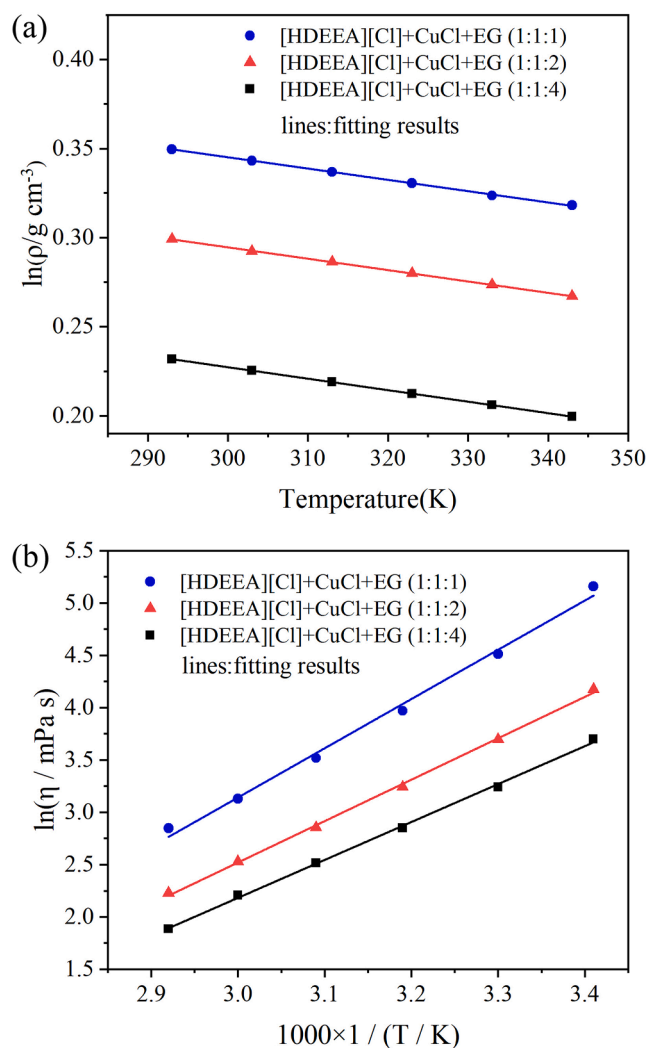 (a)
[HDEEA][Cl]+CuCl+EG (1:1:1)
[HDEEA][Cl]+CuCl+EG (1:1:2)
[HDEEA][Cl]+CuCl+EG (1:1:4)
lines:fitting results
0.40
0.35
0.30
0.25
0.20
ln(ρ/g cm⁻³)
290 300 310 320 330 340 350
Temperature(K)
(b)
[HDEEA][Cl]+CuCl+EG (1:1:1)
[HDEEA][Cl]+CuCl+EG (1:1:2)
[HDEEA][Cl]+CuCl+EG (1:1:4)
lines:fitting results
5.5
5.0
4.5
4.0
3.5
3.0
2.5
2.0
1.5
ln(η / mPa s)
2.9 3.0 3.1 3.2 3.3 3.4
1000×1 / (T / K)